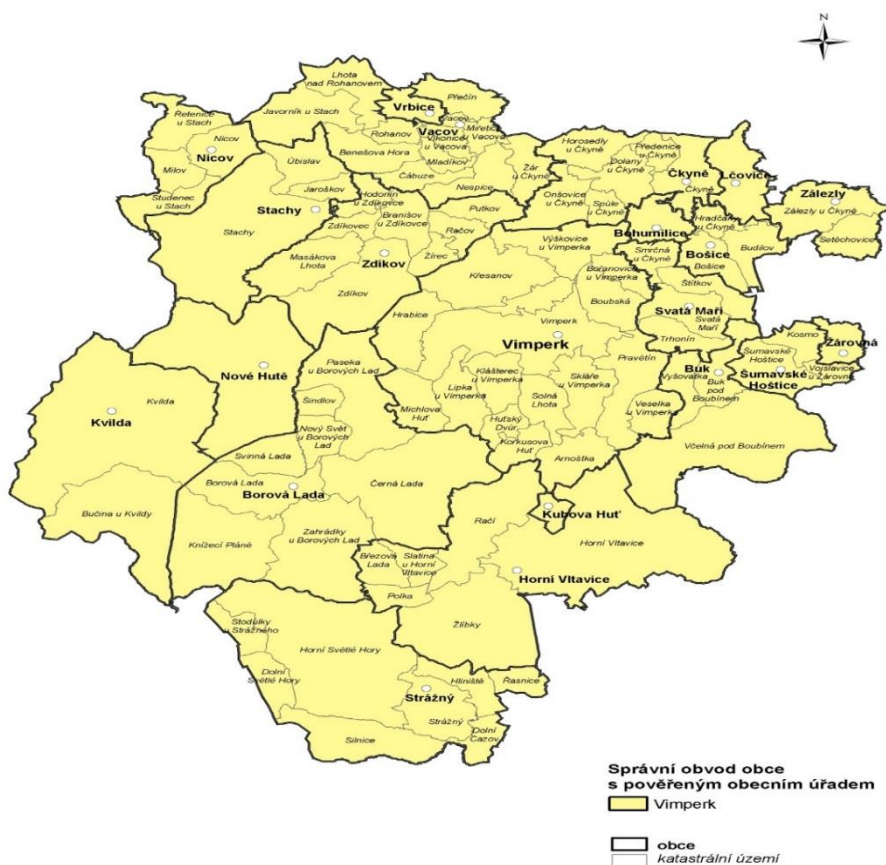 N
Lhota
nad Rohanovem
Přečín
Javorník u Stach
Vrbice
Retenice
u Stach
Vacov
Vacov
Miřetice
u Vacova
Rohanov
Vlkonice
u Vacova
Nicov
Nicov
Benešova Hora
Mladíkov
Horosedly
u Čkyně
Předenice
u Čkyně
Dolany
u Čkyně
Milov
Úbislav
Čábuze
Žár
u Čkyně
Nespice
Čkyně
Čkyně
Lčovice
Studenec
u Stach
Jaroškov
Hodonín
u Zdíkovce
Onšovice
u Čkyně
Spůle
u Čkyně
Zálezly
Zálezly u Čkyně
Stachy
Branišov
u Zdíkovce
Putkov
Hradčany
u Čkyně
Zdíkovec
Račov
Bohumilice
Setěchovice
Stachy
Masákova
Lhota
Zdíkov
Žírec
Výškovice
u Vimperka
Smrčná
u Čkyně
Bošice
Budilov
Bošice
Zdíkov
Křesanov
Bořanovice
u Vimperka
Štítkov
Boubská
Hrabice
Vimperk
Svatá Maří
Svatá
Maří
Vimperk
Trhonín
Kosmo
Žárovná
Paseka
u Borových Lad
Pravětín
Šumavské
Hoštice
Nové Hutě
Klášterec
u Vimperka
Skláře
u Vimperka
Buk
Vyšovatka
Šumavské
Hoštice
Vojslavice
u Žárovné
Lipka
u Vimperka
Solná
Lhota
Buk
pod
Boubínem
Kvilda
Šindlov
Kvilda
Michlova
Huť
Veselka
u Vimperka
Huťský
Dvůr
Nový Svět
u Borových
Lad
Korkusova
Huť
Včelná pod Boubínem
Svinná Lada
Arnoštka
Borová Lada
Černá Lada
Borová Lada
Bučina u Kvildy
Kubova Huť
Zahrádky
u Borových Lad
Račí
Horní Vltavice
Knížecí Pláně
Březová
Lada
Slatina
u Horní
Vltavice
Horní Vltavice
Polka
Stodůlky
u Strážného
Žlíbky
Horní Světlé Hory
Dolní
Světlé Hory
Hliniště
Řasnice
Strážný
Strážný
Dolní
Cazov
Silnice
Správní obvod obce
s pověřeným obecním úřadem
Vimperk
obce
katastrální území